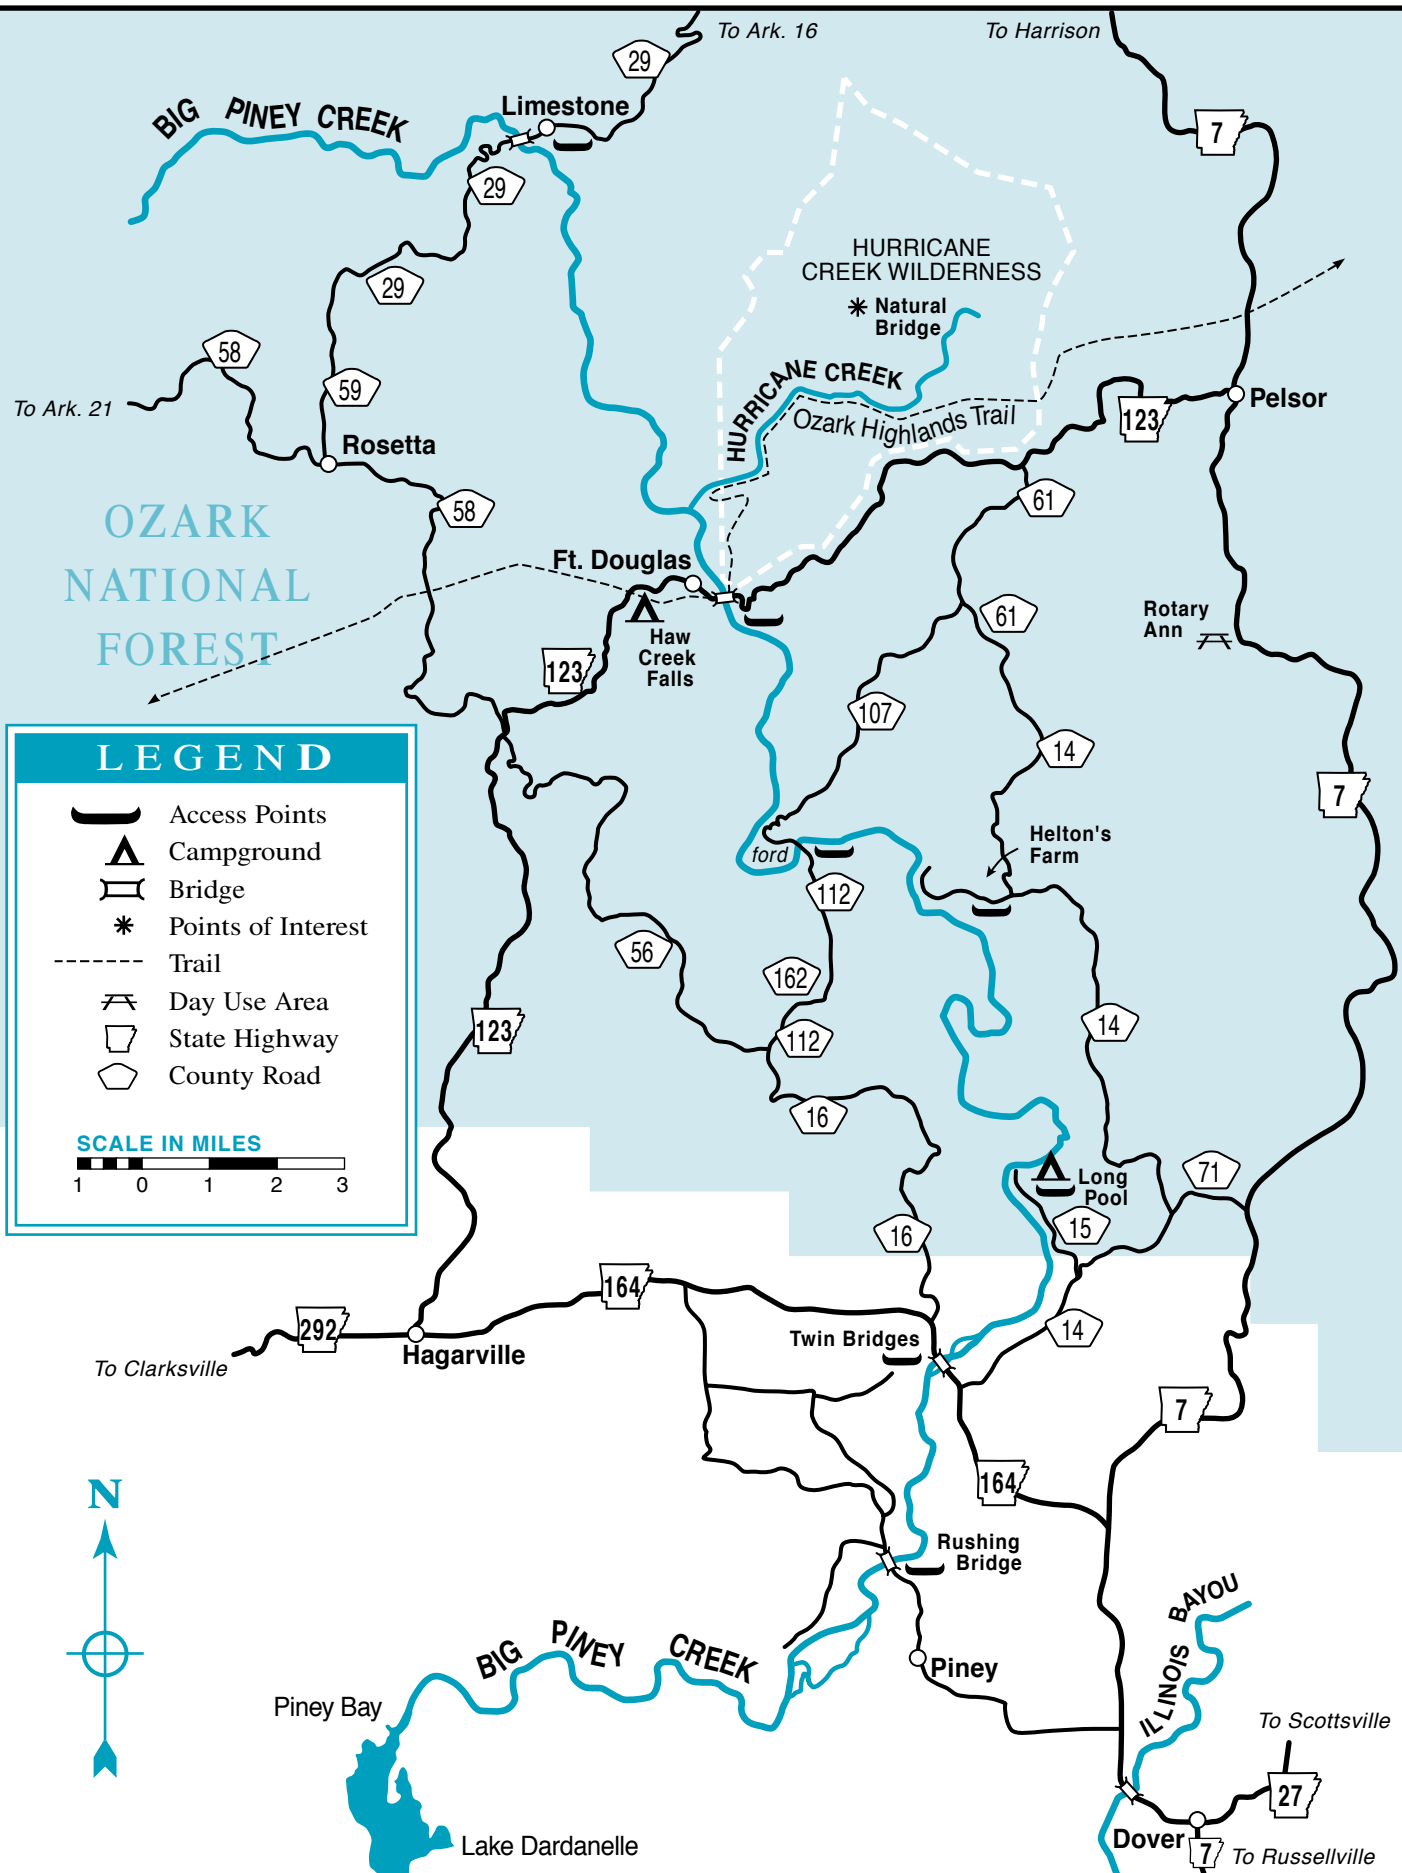 To Ark. 16
To Harrison
29
BIG PINEY CREEK
Limestone
7
29
HURRICANE
CREEK WILDERNESS
29
Natural
Bridge
58
59
HURRICANE CREEK
To Ark. 21
Pelsor
123
Ozark Highlands Trail
Rosetta
61
58
OZARK
NATIONAL
FOREST
Ft. Douglas
61
Rotary
Ann
Haw
Creek
Falls
123
107
14
7
LEGEND
Access Points
Campground
Bridge
Points of Interest
Trail
Day Use Area
State Highway
County Road
SCALE IN MILES
1 0 1 2 3
Helton's
Farm
ford
112
56
162
123
112
14
16
Long
Pool
71
15
16
164
292
14
Twin Bridges
Hagarville
To Clarksville
7
164
N
Rushing
Bridge
ILLINOIS BAYOU
BIG PINEY CREEK
Piney
Piney Bay
To Scottsville
27
Dover
Lake Dardanelle
7
To Russellville